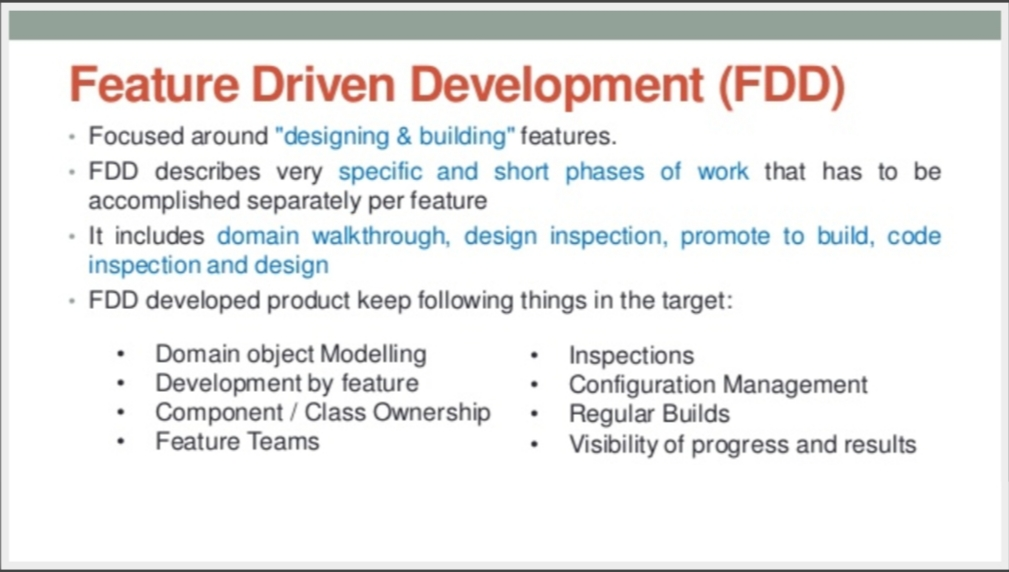 Feature Driven Development (FDD)
• Focused around "designing & building" features.
• FDD describes very specific and short phases of work that has to be
accomplished separately per feature
• It includes domain walkthrough, design inspection, promote to build, code
inspection and design
• FDD developed product keep following things in the target:
• Domain object Modelling
• Development by feature
• Component / Class Ownership
• Feature Teams
• Inspections
• Configuration Management
• Regular Builds
• Visibility of progress and results